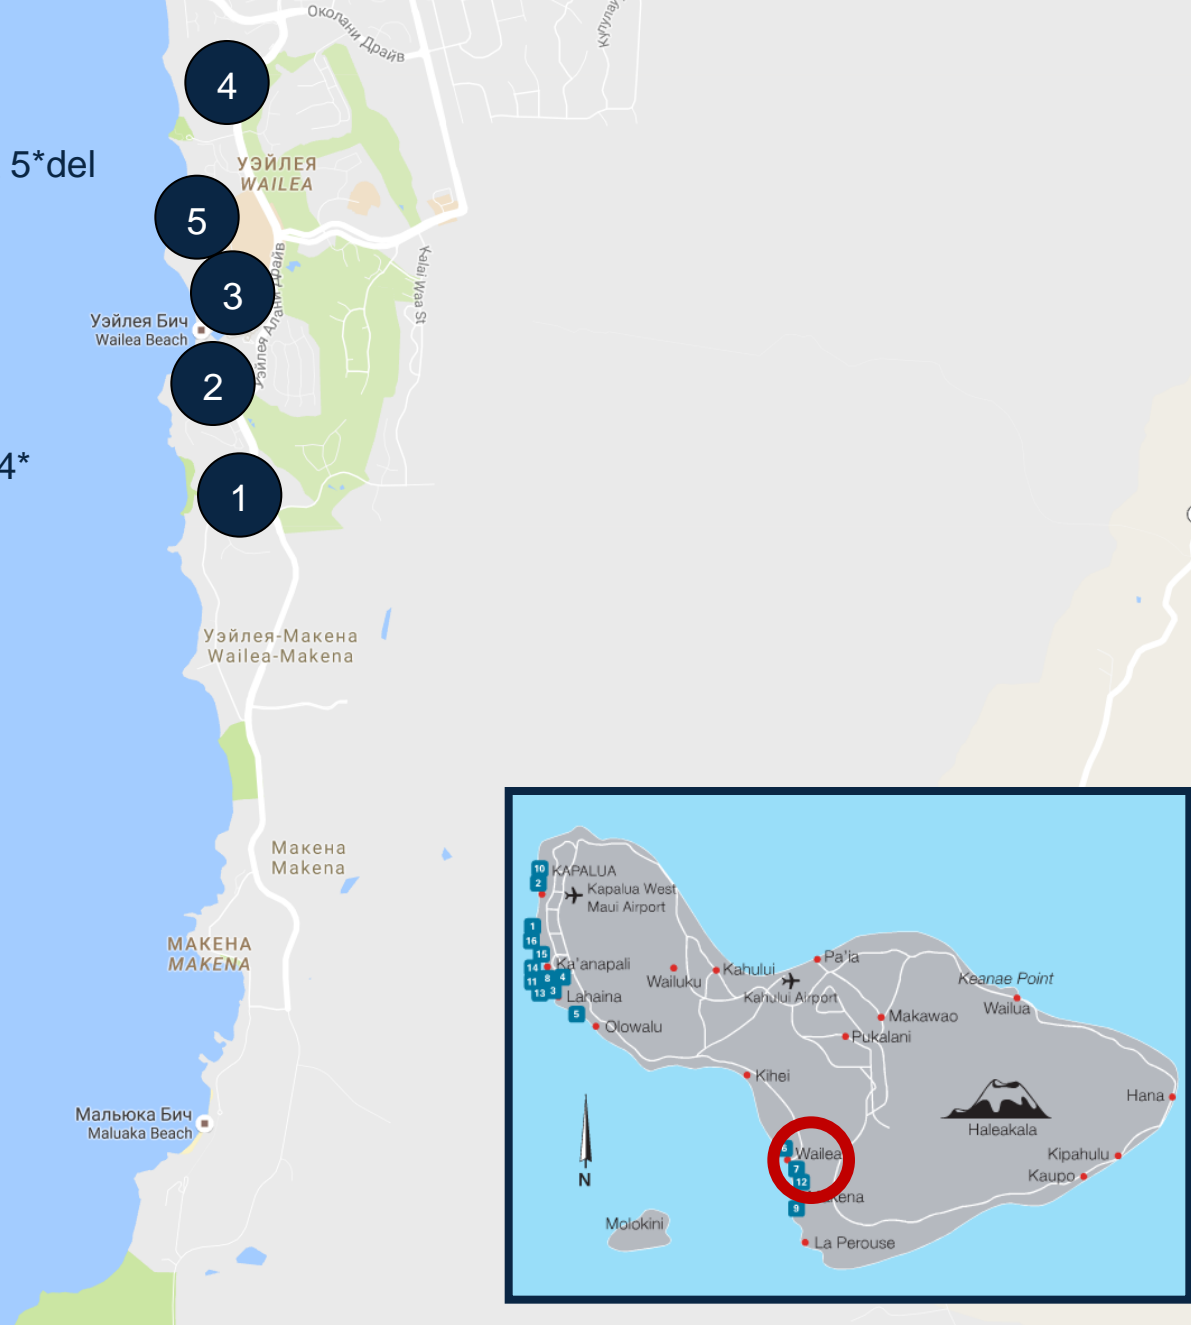 Околани Драйв
4
5*del
УЭЙЛЕЯ
WAILEA
5
Kalai Waa St
3
Уэйлея Алани Драйв
Уэйлея Бич
Wailea Beach
2
4*
1
Уэйлея-Макена
Wailea-Makena
Макена
Makena
МАКЕНА
MAKENA
Мальюка Бич
Maluaka Beach
10
KAPALUA
2
Kapalua West
Maui Airport
1
16
15
14
Ka'anapali
11
8
4
13
3
Lahaina
5
Olowalu
Wailuku
Kahului
Kahului Airport
Pa'ia
Keanae Point
Wailua
Makawao
Pukalani
Kihei
Haleakala
Hana
Kipahulu
Kaupo
N
6
Wailea
7
12
9
Molokini
La Perouse